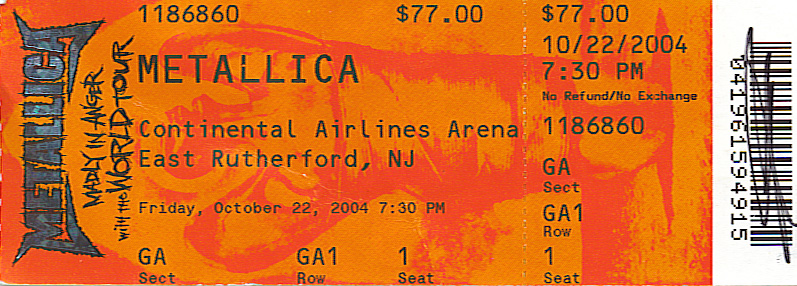 METALLICA
MADLY IN ANGER
with the WORLD TOUR
1186860 $77.00
METALLICA
Continental Airlines Arena
East Rutherford, NJ
Friday, October 22, 2004 7:30 PM
GA GA1 1
Sect Row Seat
$77.00
10/22/2004
7:30 PM
No Refund/No Exchange
1186860
GA
Sect
GA1
Row
1
Seat
041961594915